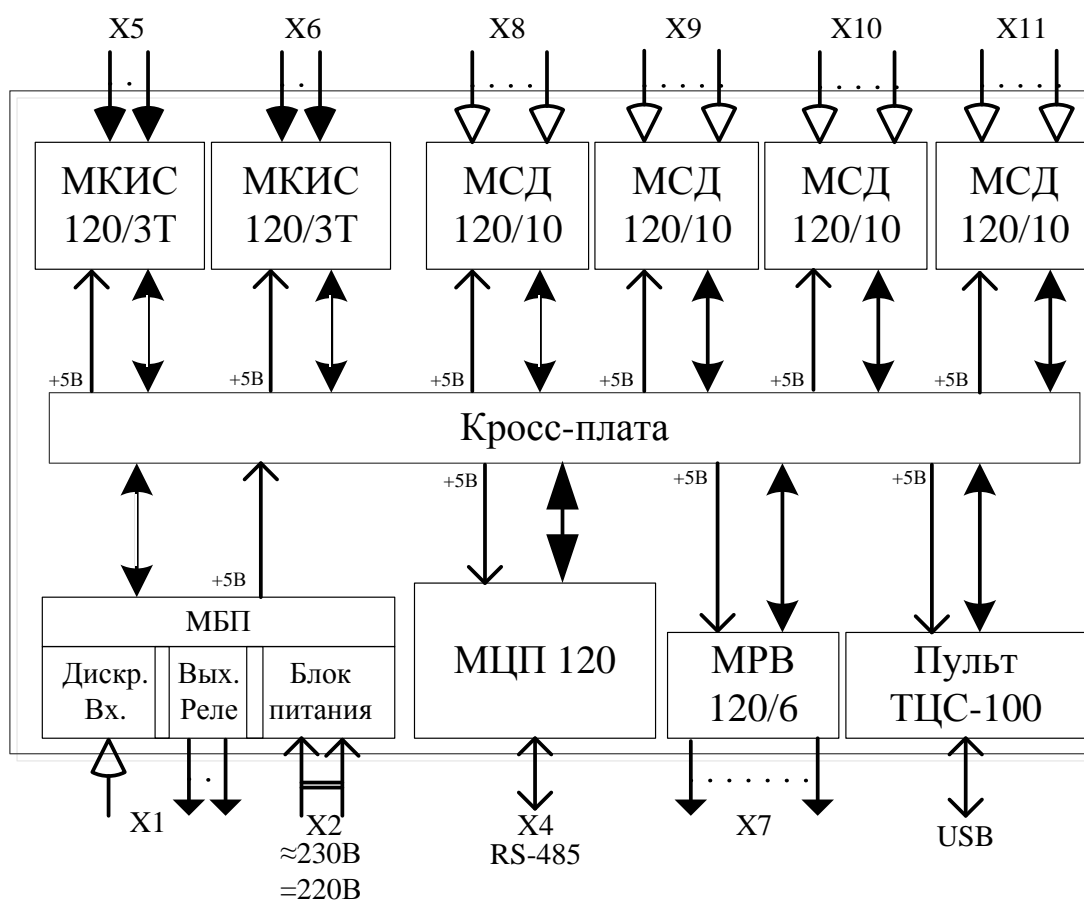 X5
X6
X8
X9
X10
X11
МКИС
120/3Т
МКИС
120/3Т
МСД
120/10
МСД
120/10
МСД
120/10
МСД
120/10
+5В
+5В
+5В
+5В
+5В
+5В
Кросс-плата
+5В
+5В
+5В
+5В
МБП
Дискр.
Вх.
Вых.
Реле
Блок
питания
МЦП 120
МРВ
120/6
Пульт
ТЦС-100
X1
X2
≈230В
=220В
X4
RS-485
X7
USB